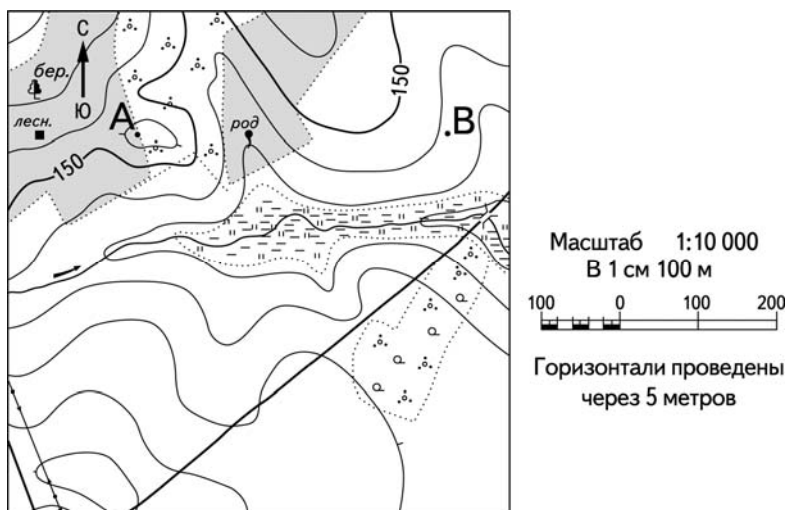 С
бер.
Ю
лесн.
А
род
150
В
150
Масштаб 1:10 000
В 1 см 100 м
100 0 100 200
Горизонтали проведены
через 5 метров